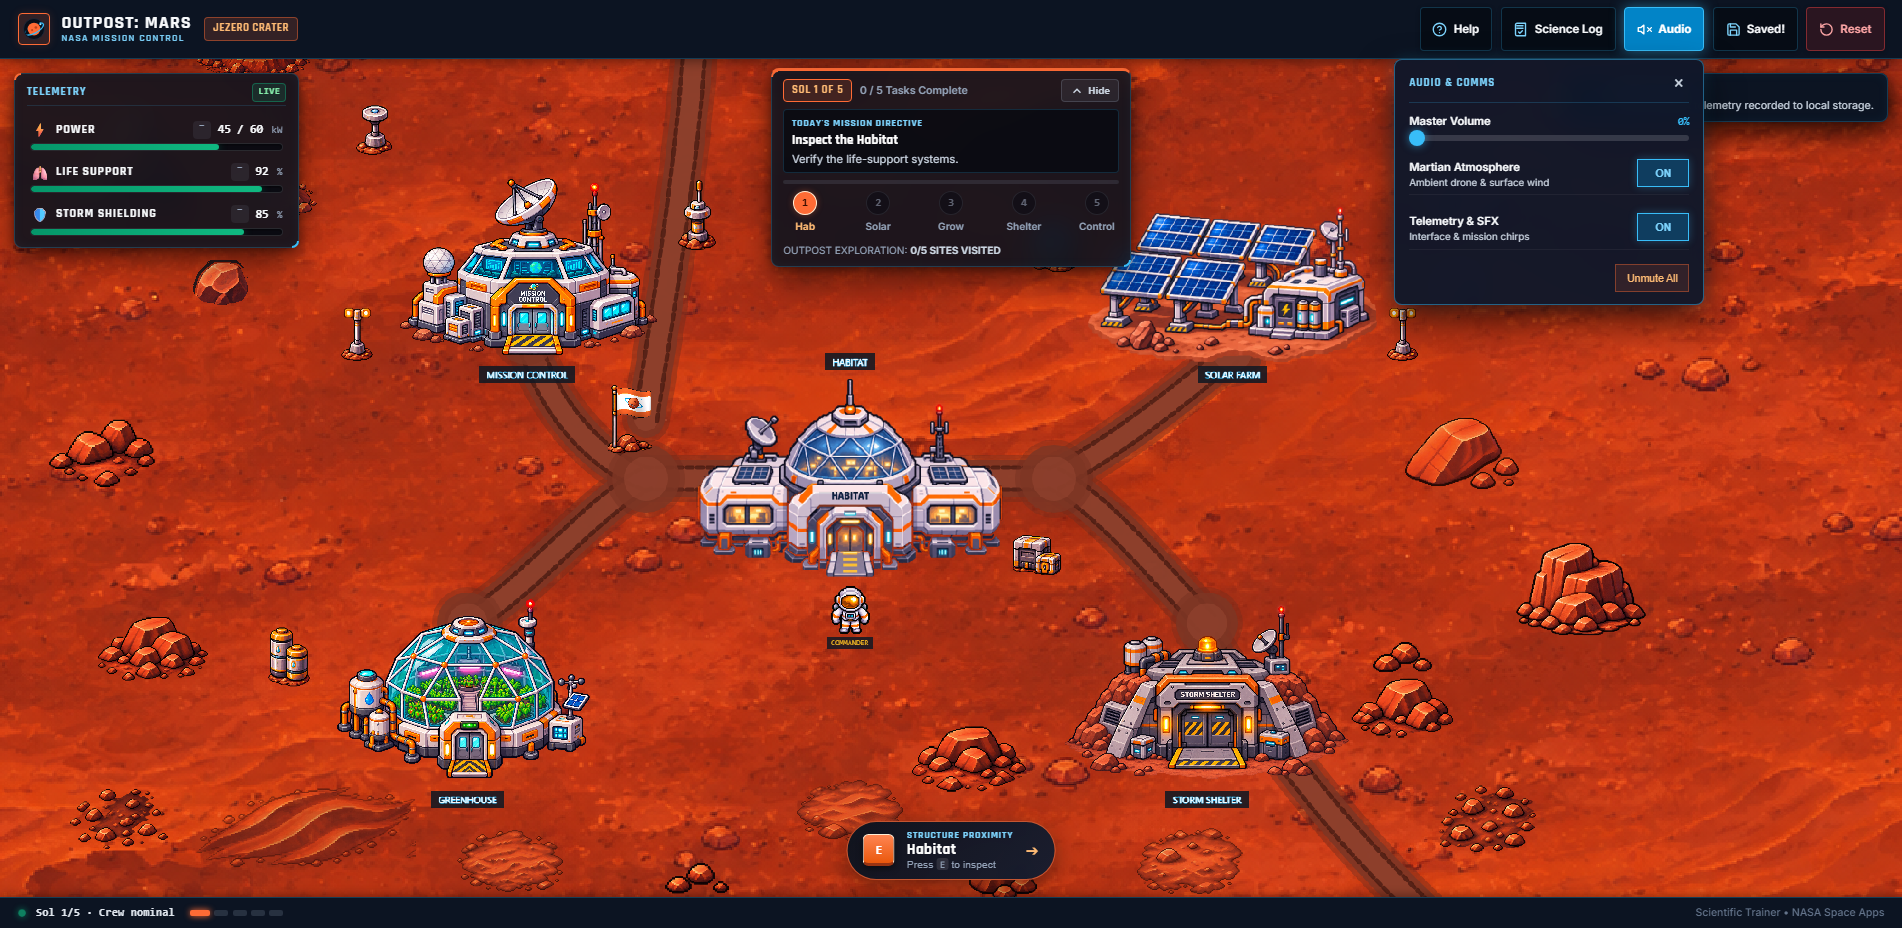 OUTPOST: MARS
NASA MISSION CONTROL
JEZERO CRATER
Help
Science Log
Audio
Saved!
Reset
TELEMETRY
LIVE
POWER
45 / 60 kW
LIFE SUPPORT
92 %
STORM SHIELDING
85 %
SOL 1 OF 5
0 / 5 Tasks Complete
Hide
TODAY'S MISSION DIRECTIVE
Inspect the Habitat
Verify the life-support systems.
1
2
3
4
5
Hab
Solar
Grow
Shelter
Control
OUTPOST EXPLORATION: 0/5 SITES VISITED
AUDIO & COMMS
×
Master Volume
0%
Martian Atmosphere
Ambient drone & surface wind
ON
Telemetry & SFX
Interface & mission chirps
ON
Unmute All
lemetry recorded to local storage.
MISSION
CONTROL
MISSION CONTROL
HABITAT
SOLAR FARM
HABITAT
COMMANDER
STORM SHELTER
GREENHOUSE
STORM SHELTER
E
STRUCTURE PROXIMITY
Habitat
Press E to inspect
→
Sol 1/5 · Crew nominal
Scientific Trainer • NASA Space Apps